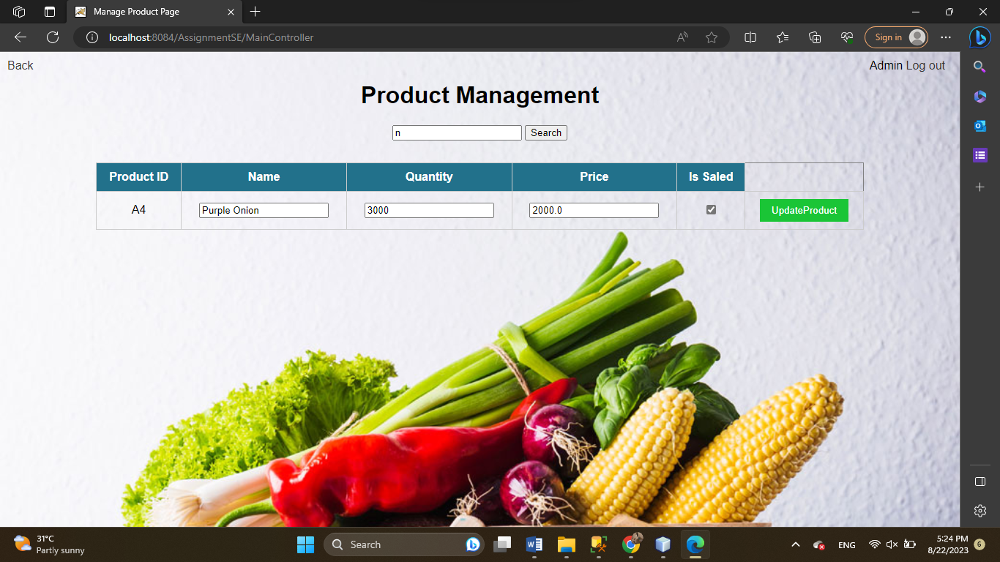 Manage Product Page
localhost:8084/AssignmentSE/MainController
Sign in
Back
Admin Log out
Product Management
n Search
Product ID Name Quantity Price Is Saled
A4 Purple Onion 3000 2000.0 UpdateProduct
31°C
Partly sunny
Search
ENG
5:24 PM
8/22/2023
6